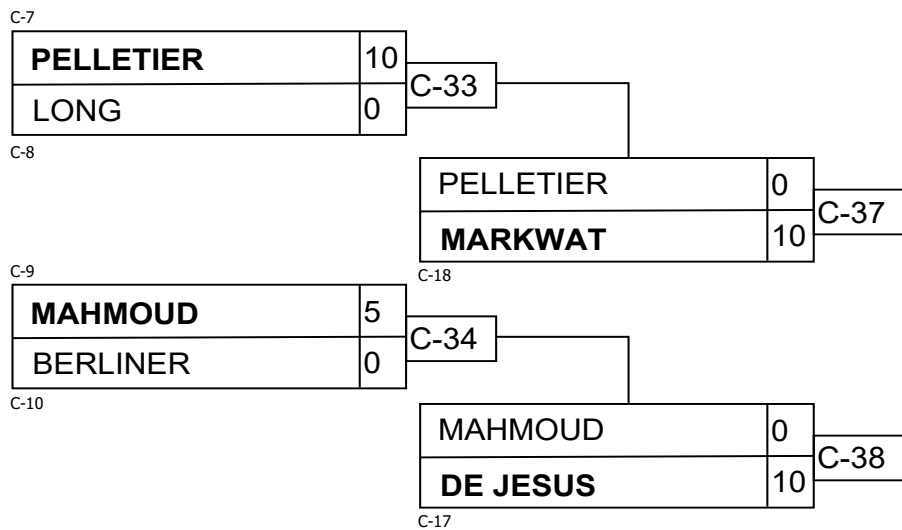 C-7
PELLETIER 10
C-33
LONG 0
C-8
PELLETIER 0
C-37
MARKWAT 10
C-18
C-9
MAHMOUD 5
C-34
BERLINER 0
C-10
MAHMOUD 0
C-38
DE JESUS 10
C-17